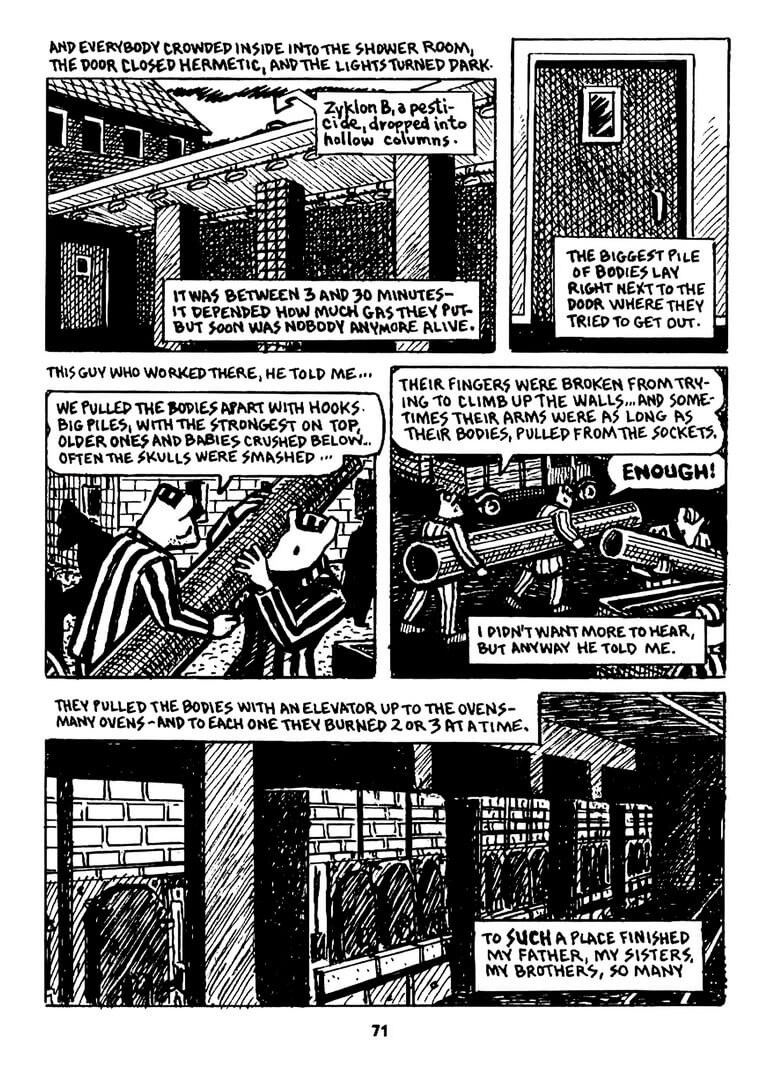 AND EVERYBODY CROWDED INSIDE INTO THE SHOWER ROOM,
THE DOOR CLOSED HERMETIC, AND THE LIGHTS TURNED DARK.
Zyklon B, a pesti-
cide, dropped into
hollow columns.
IT WAS BETWEEN 3 AND 30 MINUTES-
IT DEPENDED HOW MUCH GAS THEY PUT-
BUT SOON WAS NOBODY ANYMORE ALIVE.
THE BIGGEST PILE
OF BODIES LAY
RIGHT NEXT TO THE
DOOR WHERE THEY
TRIED TO GET OUT.
THIS GUY WHO WORKED THERE, HE TOLD ME...
WE PULLED THE BODIES APART WITH HOOKS.
BIG PILES, WITH THE STRONGEST ON TOP,
OLDER ONES AND BABIES CRUSHED BELOW...
OFTEN THE SKULLS WERE SMASHED...
THEIR FINGERS WERE BROKEN FROM TRY-
ING TO CLIMB UP THE WALLS...AND SOME-
TIMES THEIR ARMS WERE AS LONG AS
THEIR BODIES, PULLED FROM THE SOCKETS.
ENOUGH!
I DIDN'T WANT MORE TO HEAR,
BUT ANYWAY HE TOLD ME.
THEY PULLED THE BODIES WITH AN ELEVATOR UP TO THE OVENS-
MANY OVENS-AND TO EACH ONE THEY BURNED 2 OR 3 AT A TIME.
TO SUCH A PLACE FINISHED
MY FATHER, MY SISTERS,
MY BROTHERS, SO MANY
71